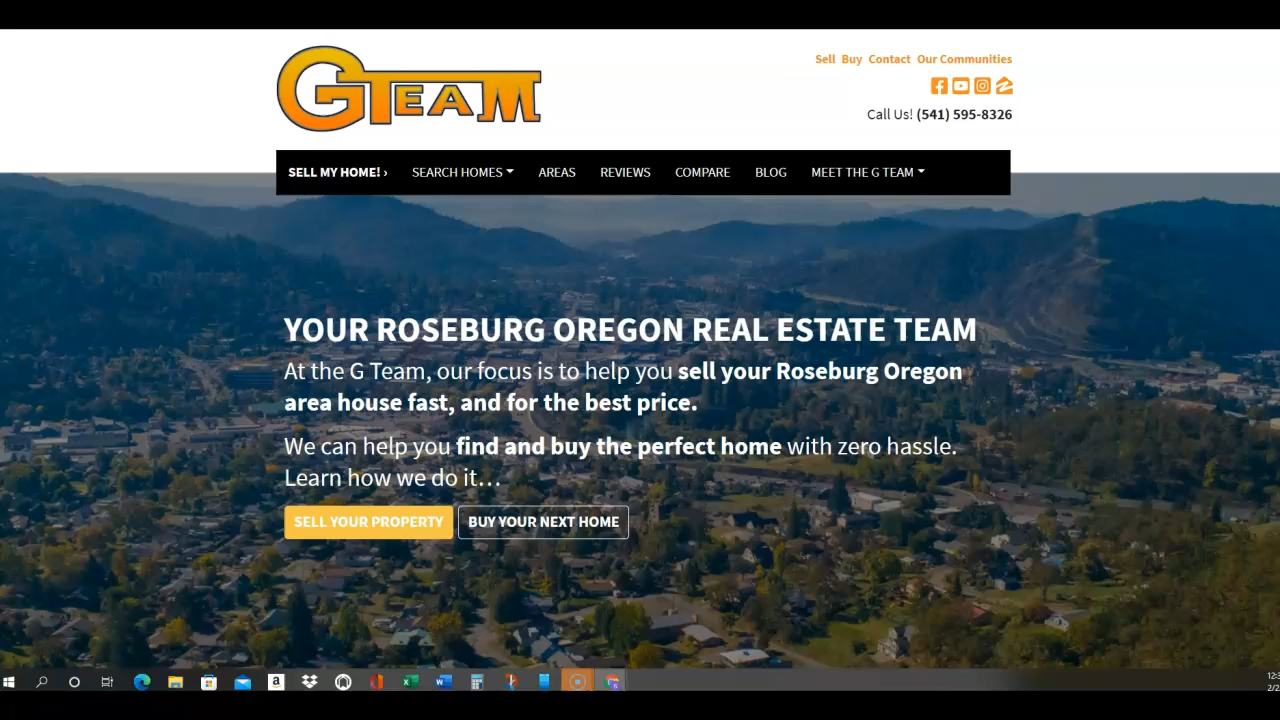 G TEAM
Sell Buy Contact Our Communities
Call Us! (541) 595-8326
SELL MY HOME! › SEARCH HOMES AREAS REVIEWS COMPARE BLOG MEET THE G TEAM
YOUR ROSEBURG OREGON REAL ESTATE TEAM
At the G Team, our focus is to help you sell your Roseburg Oregon
area house fast, and for the best price.
We can help you find and buy the perfect home with zero hassle.
Learn how we do it…
SELL YOUR PROPERTY BUY YOUR NEXT HOME